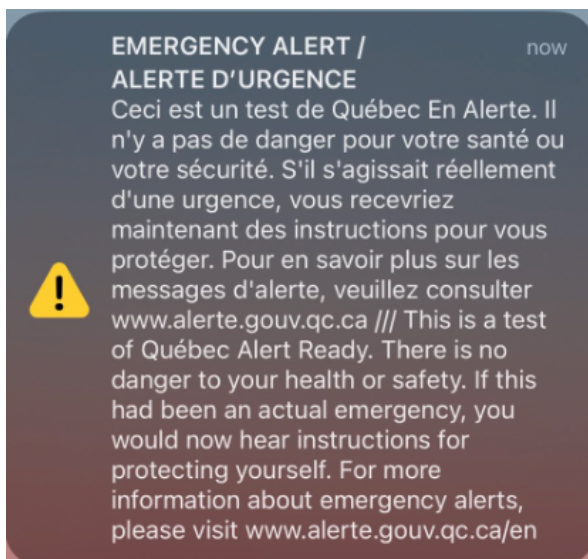 EMERGENCY ALERT / now
ALERTE D'URGENCE
Ceci est un test de Québec En Alerte. Il
n'y a pas de danger pour votre santé ou
votre sécurité. S'il s'agissait réellement
d'une urgence, vous recevriez
maintenant des instructions pour vous
protéger. Pour en savoir plus sur les
messages d'alerte, veuillez consulter
www.alerte.gouv.qc.ca /// This is a test
of Québec Alert Ready. There is no
danger to your health or safety. If this
had been an actual emergency, you
would now hear instructions for
protecting yourself. For more
information about emergency alerts,
please visit www.alerte.gouv.qc.ca/en